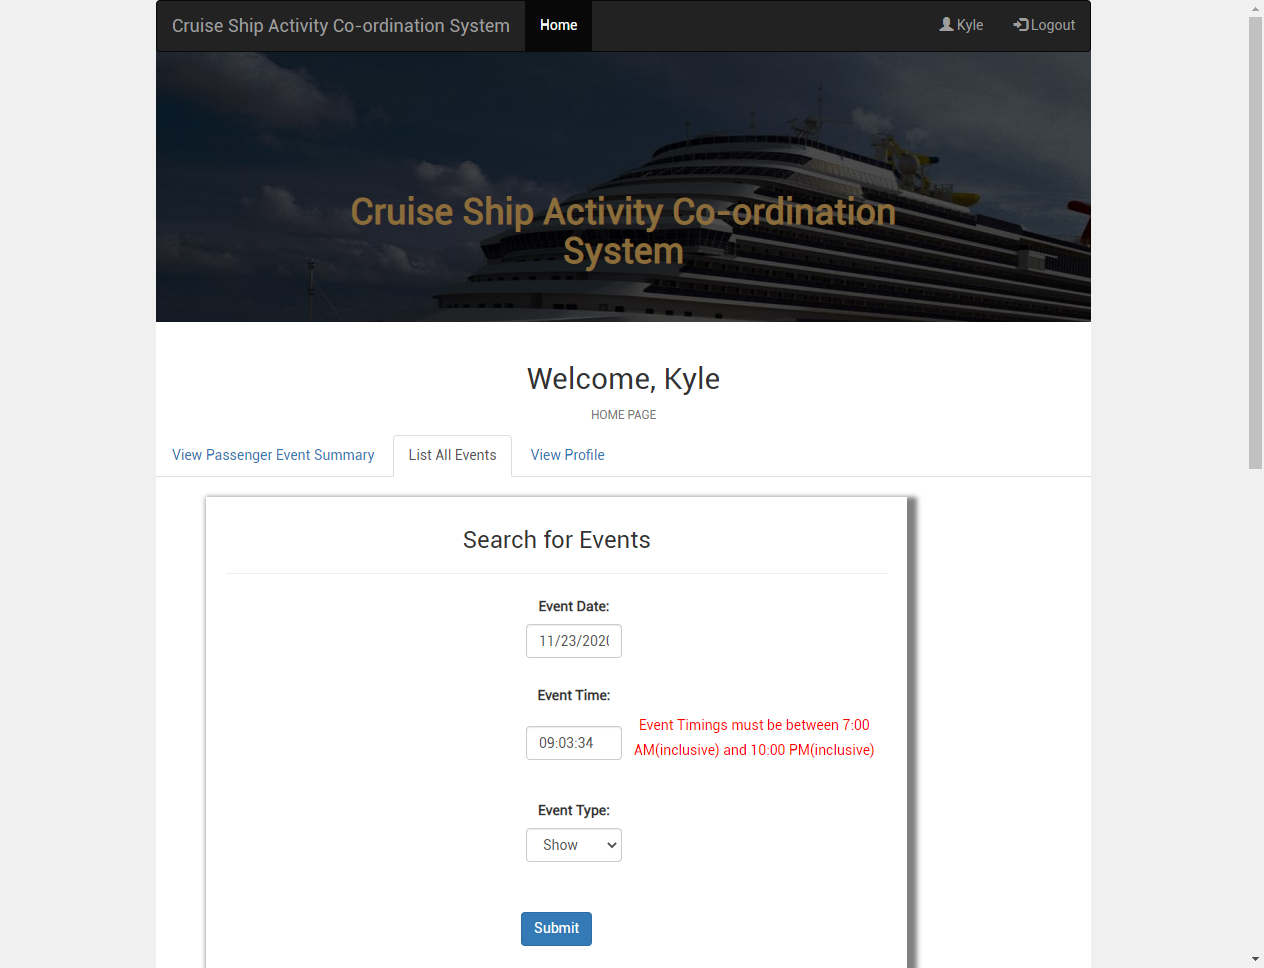 Cruise Ship Activity Co-ordination System
Home
Kyle
Logout
Cruise Ship Activity Co-ordination
System
Welcome, Kyle
HOME PAGE
View Passenger Event Summary
List All Events
View Profile
Search for Events
Event Date:
11/23/2020
Event Time:
09:03:34
Event Timings must be between 7:00
AM(inclusive) and 10:00 PM(inclusive)
Event Type:
Show
Submit